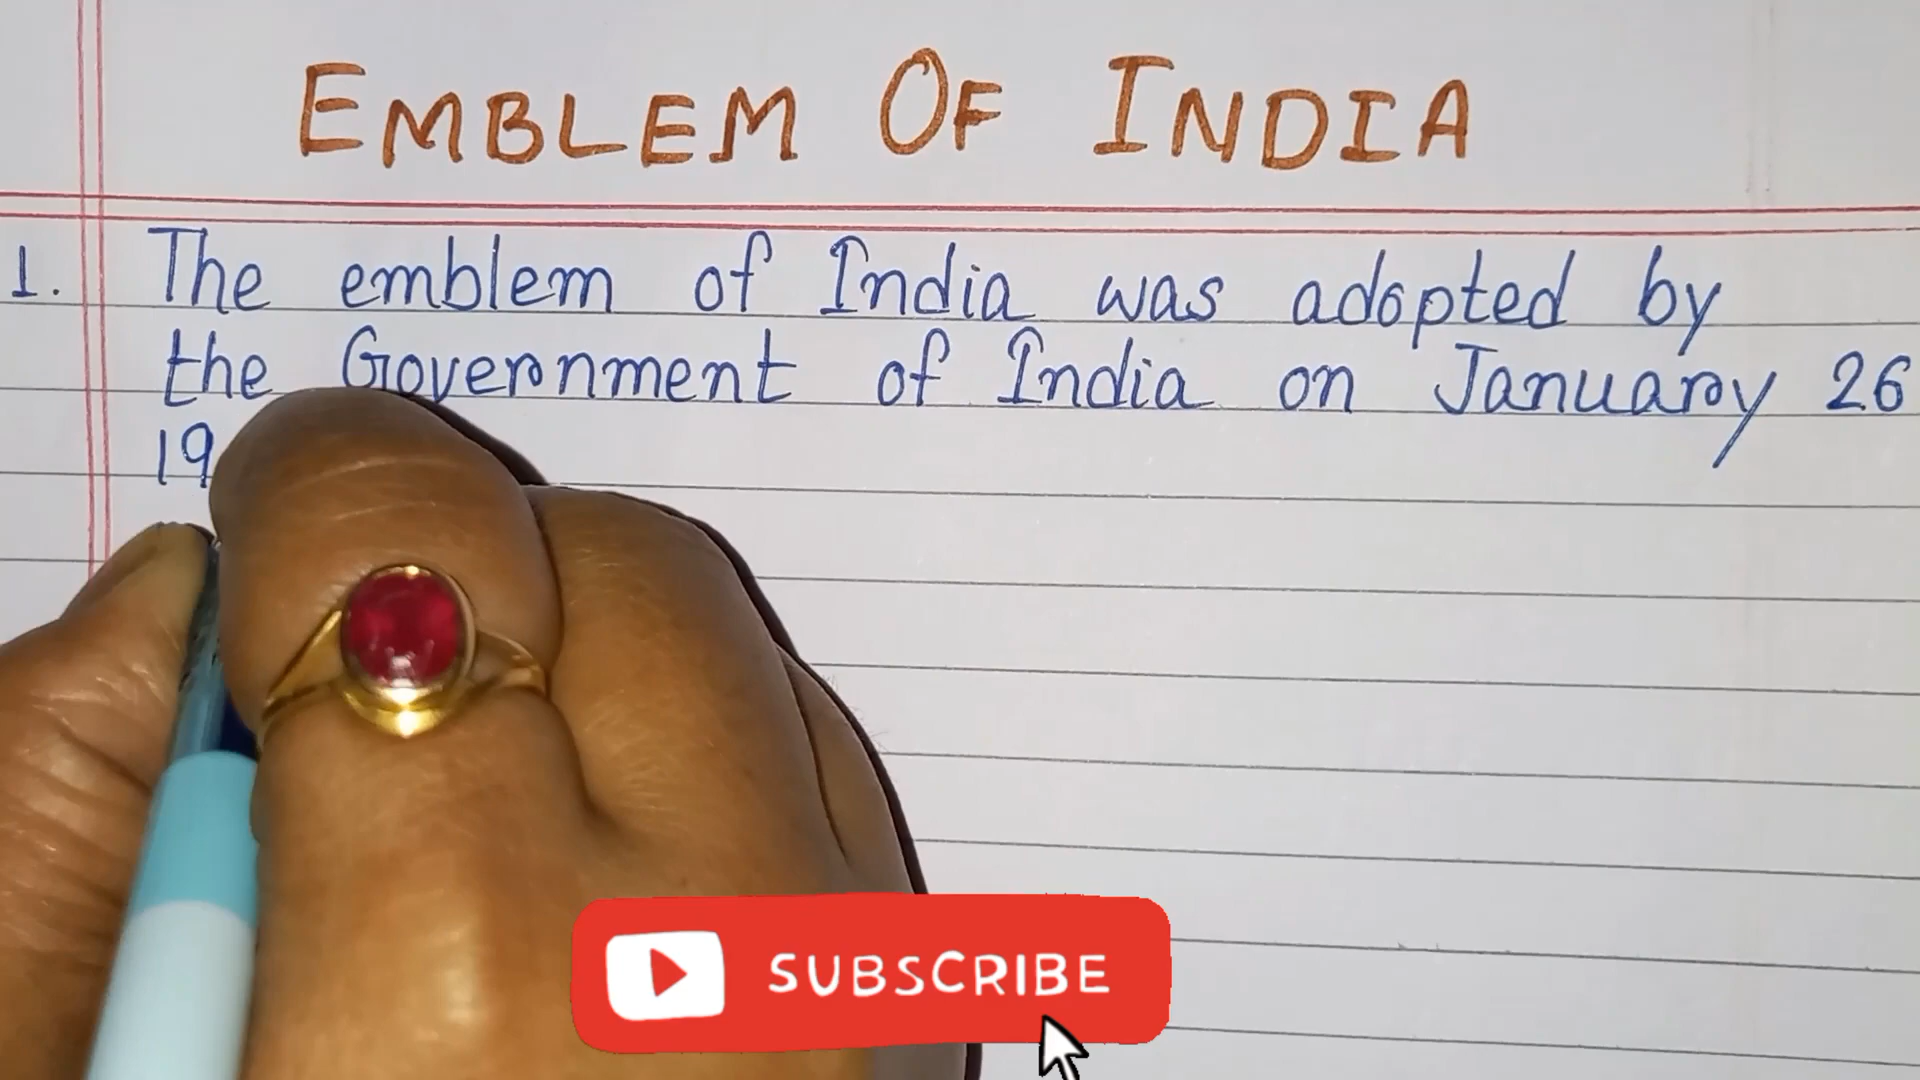 EMBLEM OF INDIA
1. The emblem of India was adopted by
the Government of India on January 26
19
SUBSCRIBE